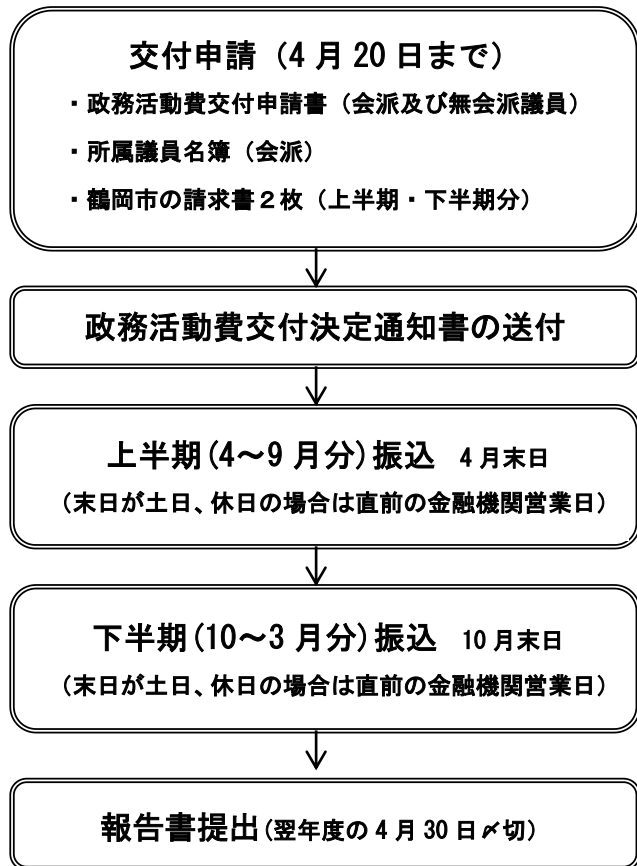 交付申請（4 月 20 日まで）
・政務活動費交付申請書（会派及び無会派議員）
・所属議員名簿（会派）
・鶴岡市の請求書２枚（上半期・下半期分）
政務活動費交付決定通知書の送付
上半期(4～9 月分)振込 4 月末日
（末日が土日、休日の場合は直前の金融機関営業日）
下半期(10～3 月分)振込 10 月末日
（末日が土日、休日の場合は直前の金融機関営業日）
報告書提出(翌年度の 4 月 30 日〆切）